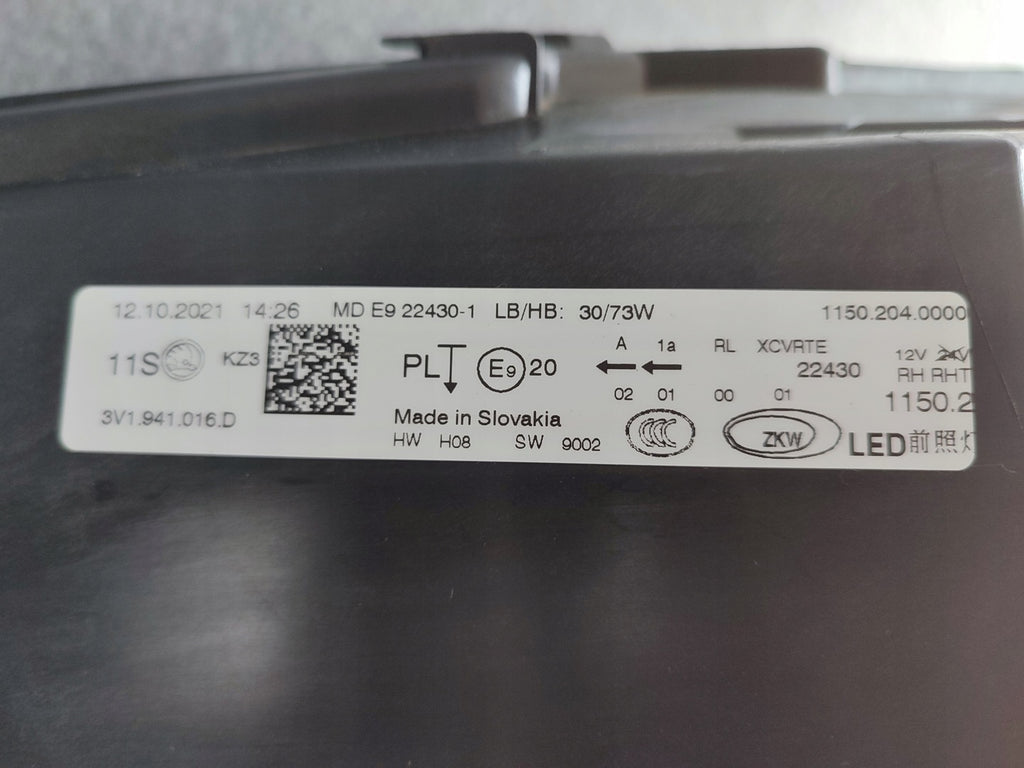 12.10.2021 14:26 MD E9 22430-1 LB/HB: 30/73W 1150.204.0000
11S KZ3 PL E9 20 A 1a RL XCVRTE 12V 24V
22430 RH RHT
02 01 00 01 1150.2
3V1.941.016.D Made in Slovakia
HW H08 SW 9002 CCC ZKW LED前照灯